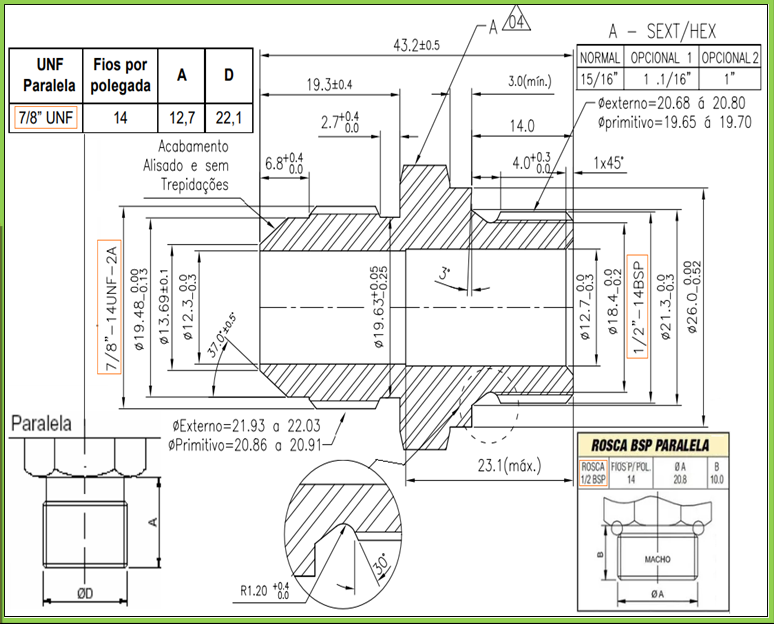 UNF Paralela | Fios por polegada | A | D
7/8” UNF | 14 | 12,7 | 22,1
43.2±0.5
A 04
A - SEXT/HEX
NORMAL | OPCIONAL 1 | OPCIONAL 2
15/16" | 1 .1/16" | 1"
19.3±0.4
3.0(mín.)
Øexterno=20.68 á 20.80
Øprimitivo=19.65 á 19.70
2.7 +0.4 0.0
14.0
Acabamento
Alisado e sem
Trepidações
6.8 +0.4 0.0
4.0 +0.3 0.0
1x45°
7/8"-14UNF-2A
ø19.48 0.00 -0.13
ø13.69±0.1
ø12.3 0.0 -0.3
37.0°±0.5°
ø19.63 +0.05 -0.25
3°
ø12.7 0.0 -0.3
ø18.4 0.0 -0.2
1/2"-14BSP
ø21.3 0.0 -0.3
ø26.0 0.00 -0.52
ØExterno=21.93 a 22.03
ØPrimitivo=20.86 a 20.91
23.1(máx.)
Paralela
A
ØD
R1.20 +0.4 0.0
30°
ROSCA BSP PARALELA
ROSCA 1/2 BSP | FIOS P/ POL. 14 | Ø A 20.8 | B 10.0
B
MACHO
Ø A